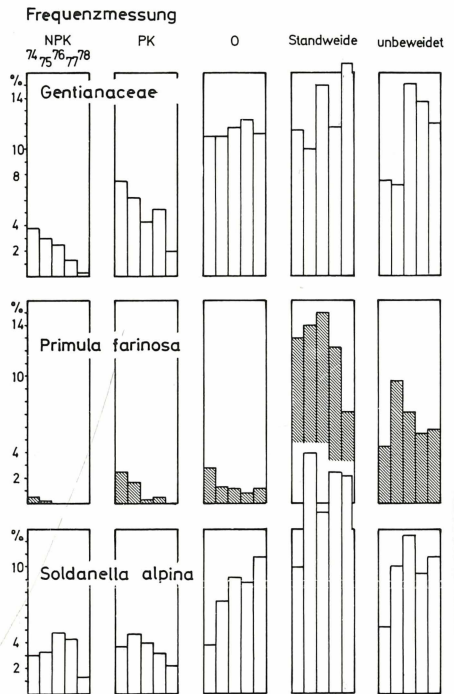 Frequenzmessung
NPK PK O Standweide unbeweidet
74 75 76 77 78
%
Gentianaceae
14
10
8
4
2
%
14
Primula farinosa
10
4
2
%
10
Soldanella alpina
4
2